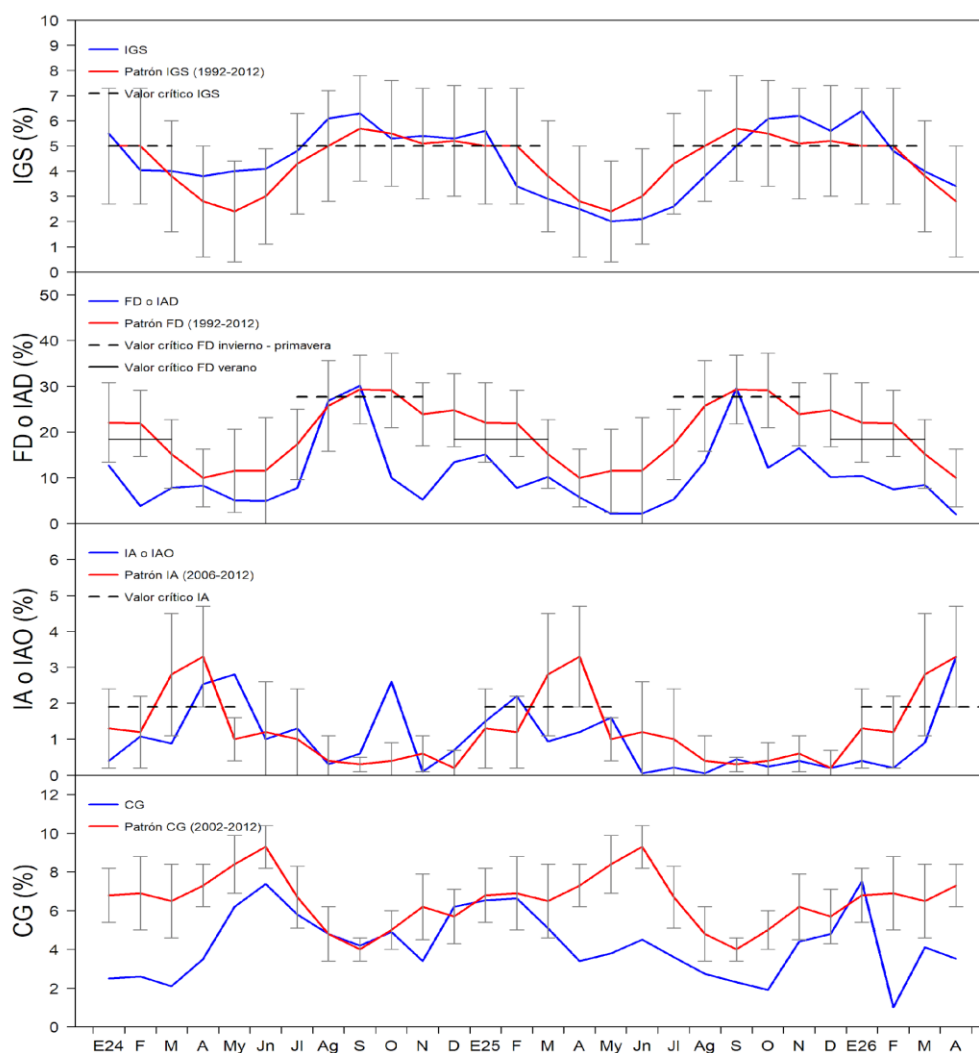 10
9
8
7
6
5
4
3
2
1
0
IGS (%)
IGS
Patrón IGS (1992-2012)
Valor crítico IGS
50
40
30
20
10
0
FD o IAD (%)
FD o IAD
Patrón FD (1992-2012)
Valor crítico FD invierno - primavera
Valor crítico FD verano
6
5
4
3
2
1
0
IA o IAO (%)
IA o IAO
Patrón IA (2006-2012)
Valor crítico IA
12
10
8
6
4
2
0
CG (%)
CG
Patrón CG (2002-2012)
E24 F M A My Jn Jl Ag S O N D E25 F M A My Jn Jl Ag S O N D E26 F M A